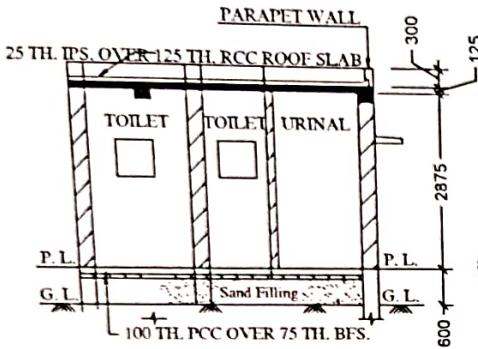 PARAPET WALL
25 TH. IPS. OVER 125 TH. RCC ROOF SLAB
300
125
TOILET
TOILET
URINAL
2875
P. L.
P. L.
G. L.
Sand Filling
G. L.
600
100 TH. PCC OVER 75 TH. BFS.